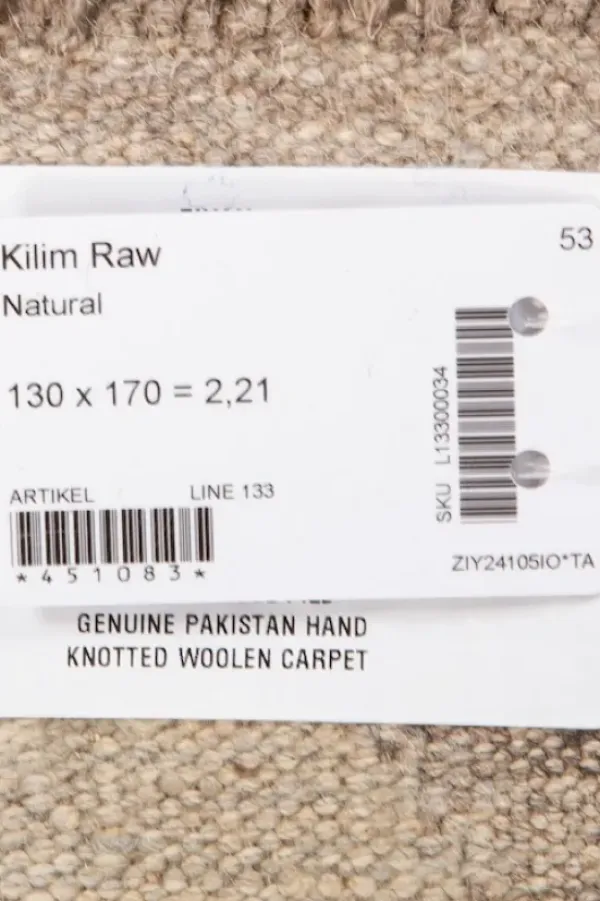 Kilim Raw
53
Natural
130 x 170 = 2,21
SKU L13300034
ARTIKEL LINE 133
*451083*
ZIY24105IO*TA
GENUINE PAKISTAN HAND
KNOTTED WOOLEN CARPET